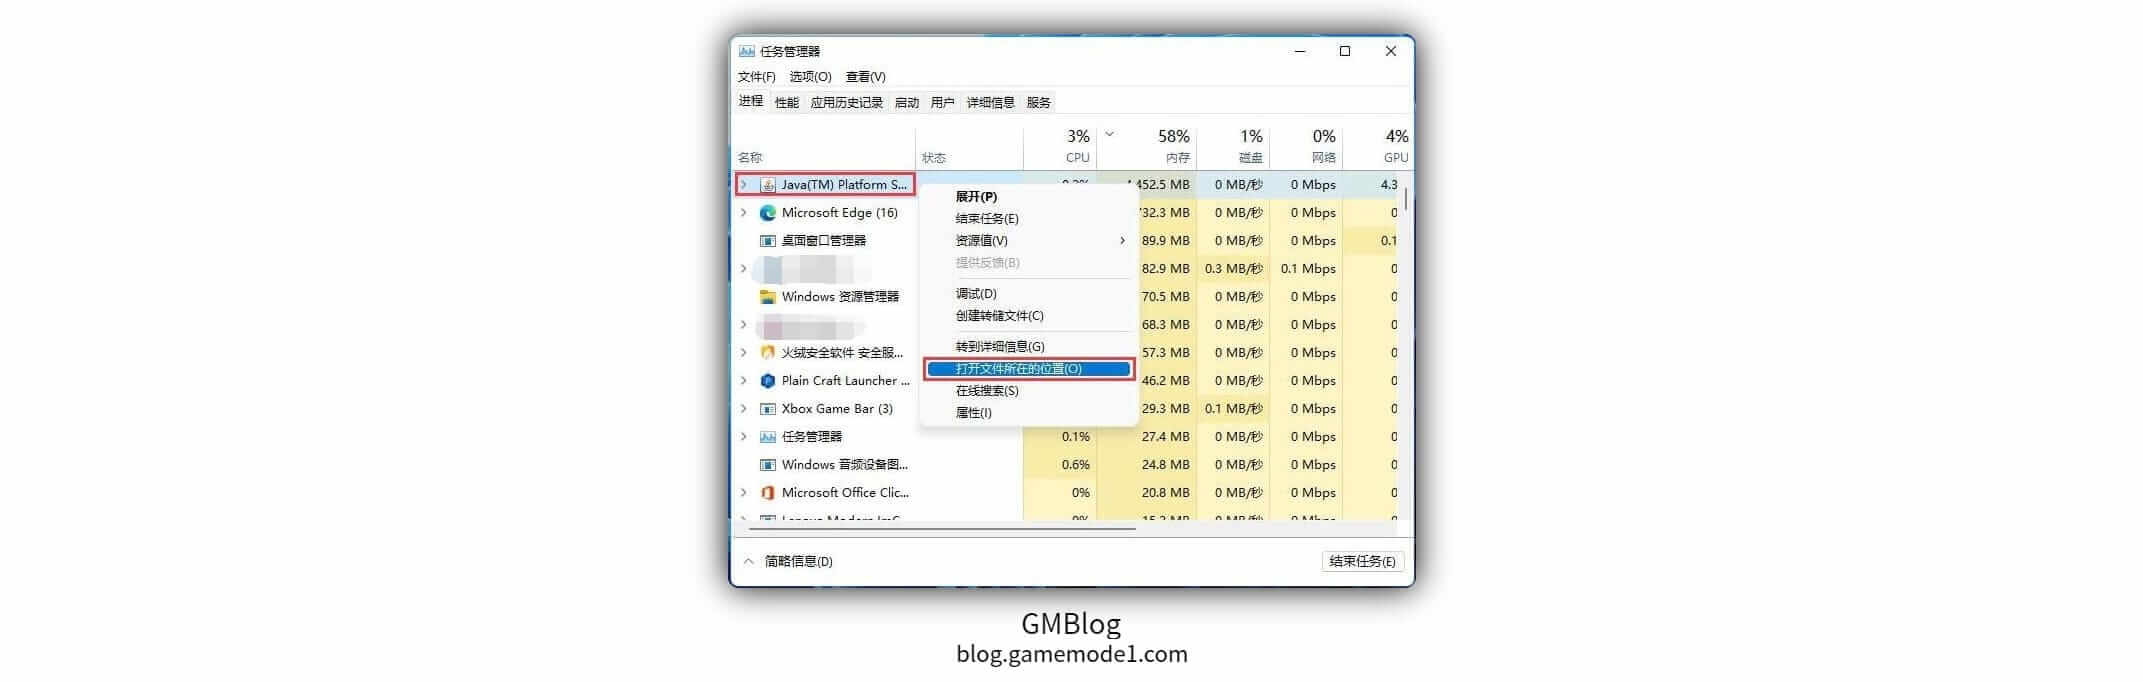 任务管理器
文件(F) 选项(O) 查看(V)
进程 性能 应用历史记录 启动 用户 详细信息 服务
3% 58% 1% 0% 4%
名称 状态 CPU 内存 磁盘 网络 GPU
Java(TM) Platform S... 452.5 MB 0 MB/秒 0 Mbps 4.3
展开(P)
Microsoft Edge (16) 32.3 MB 0 MB/秒 0 Mbps 0
结束任务(E)
桌面窗口管理器 资源值(V) 89.9 MB 0 MB/秒 0 Mbps 0.1
提供反馈(B)
82.9 MB 0.3 MB/秒 0.1 Mbps 0
调试(D)
Windows 资源管理器 70.5 MB 0 MB/秒 0 Mbps 0
创建转储文件(C)
68.3 MB 0 MB/秒 0 Mbps 0
转到详细信息(G)
火绒安全软件 安全服... 57.3 MB 0 MB/秒 0 Mbps 0
打开文件所在的位置(O)
Plain Craft Launcher ... 46.2 MB 0 MB/秒 0 Mbps 0
在线搜索(S)
Xbox Game Bar (3) 属性(I) 29.3 MB 0.1 MB/秒 0 Mbps 0
任务管理器 0.1% 27.4 MB 0 MB/秒 0 Mbps 0
Windows 音频设备图... 0.6% 24.8 MB 0 MB/秒 0 Mbps 0
Microsoft Office Clic... 0% 20.8 MB 0 MB/秒 0 Mbps 0
简略信息(D) 结束任务(E)
GMBlog
blog.gamemode1.com